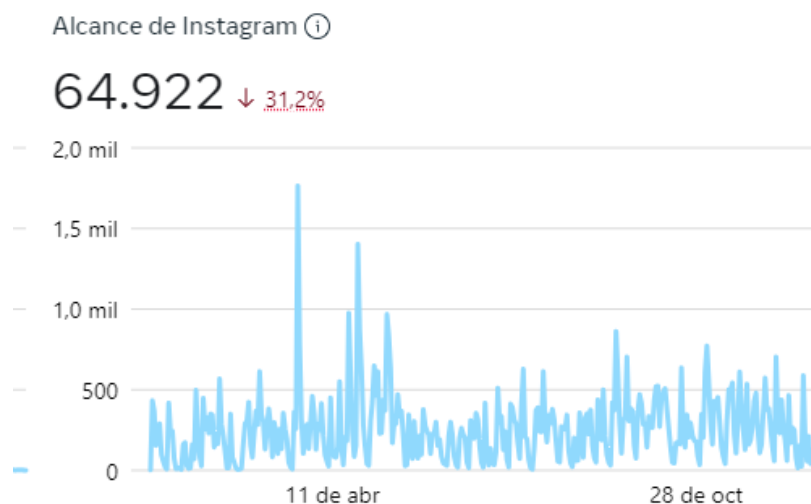 Alcance de Instagram
64.922 ↓ 31,2%
2,0 mil
1,5 mil
1,0 mil
500
0
11 de abr 28 de oct